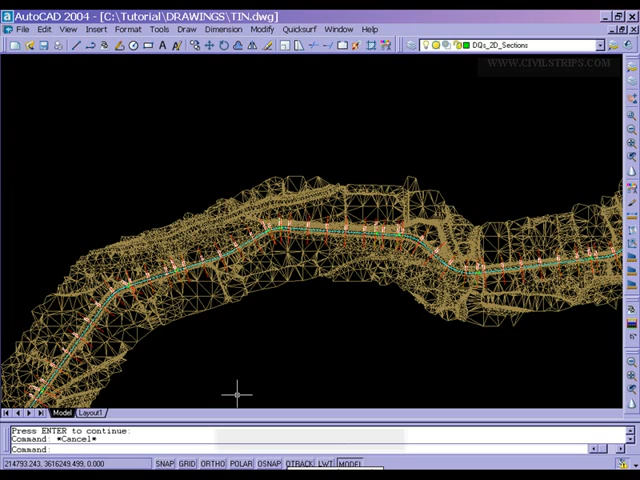 AutoCAD 2004 - [C:\Tutorial\DRAWINGS\TIN.dwg]
File Edit View Insert Format Tools Draw Dimension Modify Quicksurf Window Help
DQs_2D_Sections
WWW.CIVILSTRIPS.COM
Model Layout1
Press ENTER to continue:
Command: *Cancel*
Command:
214793.243, 3616249.499, 0.000 SNAP GRID ORTHO POLAR OSNAP OTRACK LWT MODEL